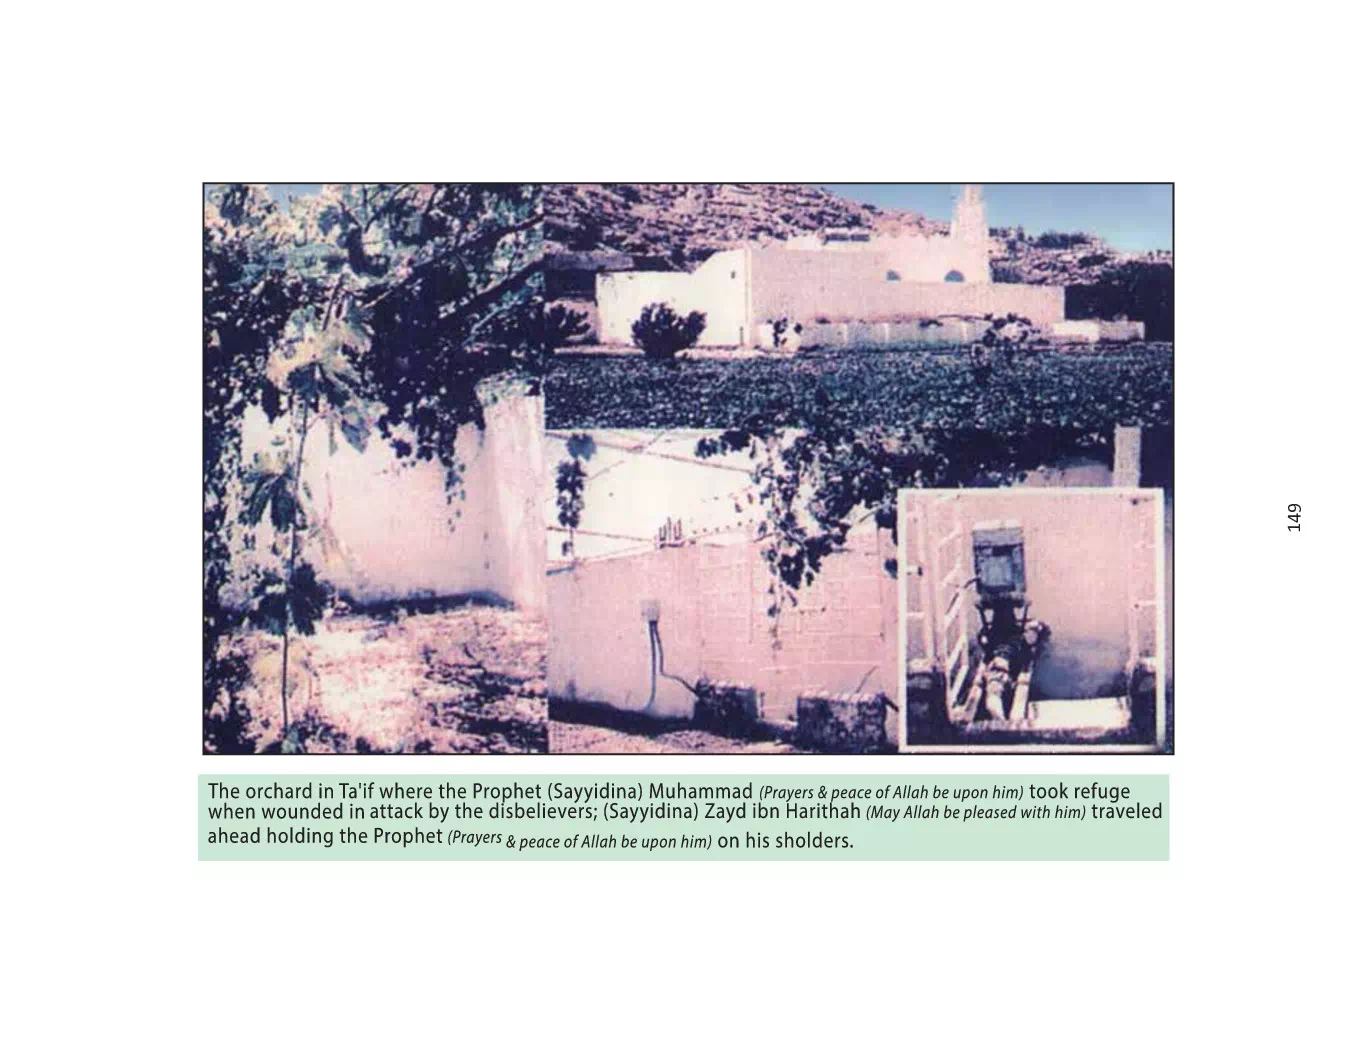 The orchard in Ta'if where the Prophet (Sayyidina) Muhammad (Prayers & peace of Allah be upon him) took refuge
when wounded in attack by the disbelievers; (Sayyidina) Zayd ibn Harithah (May Allah be pleased with him) traveled
ahead holding the Prophet (Prayers & peace of Allah be upon him) on his sholders.
149